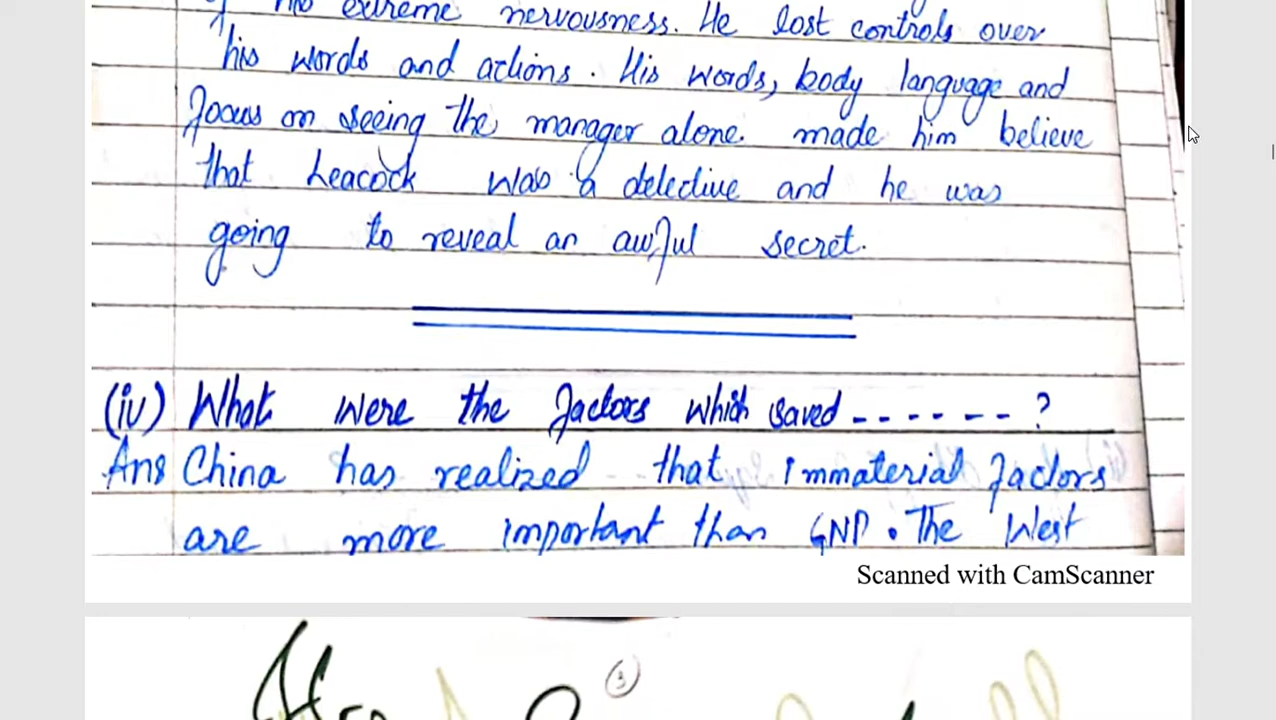 his extreme nervousness. He lost controls over
his words and actions. His words, body language and
focus on seeing the manager alone. made him believe
that Leacock was a detective and he was
going to reveal an awful secret.
(iv) What were the factors which saved ------?
Ans China has realized that immaterial factors
are more important than GNP. The West
Scanned with CamScanner
3